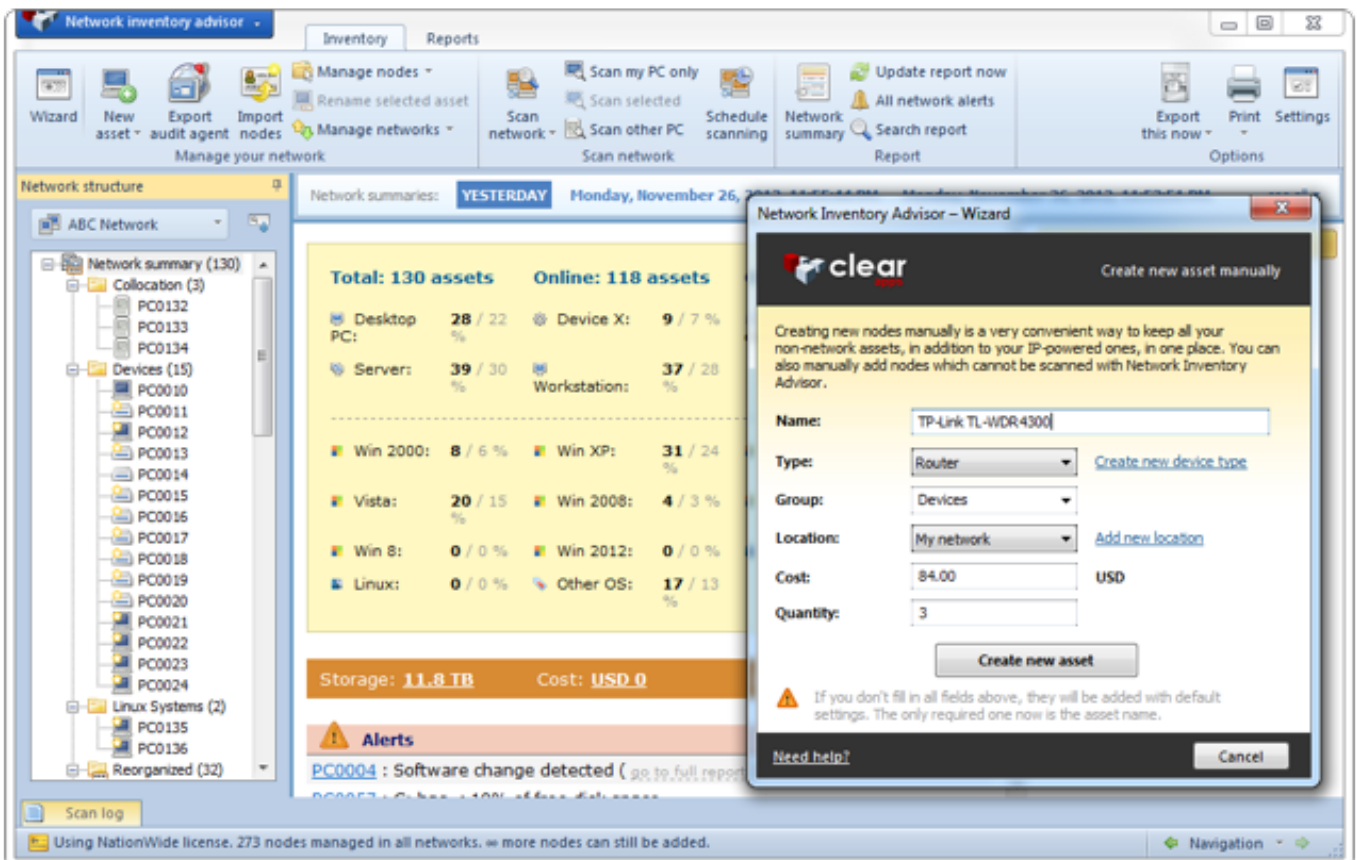 Network inventory advisor
Inventory Reports
Manage nodes
Rename selected asset
Manage networks
Wizard
New asset
Export audit agent
Import nodes
Manage your network
Scan network
Scan my PC only
Scan selected
Scan other PC
Schedule scanning
Scan network
Network summary
Update report now
All network alerts
Search report
Report
Export this now
Print
Settings
Options
Network structure
Network summaries: YESTERDAY Monday, November 26,
ABC Network
Network summary (130)
Collocation (3)
PC0132
PC0133
PC0134
Devices (15)
PC0010
PC0011
PC0012
PC0013
PC0014
PC0015
PC0016
PC0017
PC0018
PC0019
PC0020
PC0021
PC0022
PC0023
PC0024
Linux Systems (2)
PC0135
PC0136
Reorganized (32)
Total: 130 assets Online: 118 assets
Desktop PC: 28 / 22 %
Device X: 9 / 7 %
Server: 39 / 30 %
Workstation: 37 / 28 %
Win 2000: 8 / 6 %
Win XP: 31 / 24 %
Vista: 20 / 15 %
Win 2008: 4 / 3 %
Win 8: 0 / 0 %
Win 2012: 0 / 0 %
Linux: 0 / 0 %
Other OS: 17 / 13 %
Storage: 11.8 TB Cost: USD 0
Alerts
PC0004 : Software change detected ( go to full report
Network Inventory Advisor – Wizard
clear
apps
Create new asset manually
Creating new nodes manually is a very convenient way to keep all your
non-network assets, in addition to your IP-powered ones, in one place. You can
also manually add nodes which cannot be scanned with Network Inventory
Advisor.
Name: TP-Link TL-WDR4300
Type: Router Create new device type
Group: Devices
Location: My network Add new location
Cost: 84.00 USD
Quantity: 3
Create new asset
If you don't fill in all fields above, they will be added with default
settings. The only required one now is the asset name.
Need help? Cancel
Scan log
Using NationWide license. 273 nodes managed in all networks. ∞ more nodes can still be added.
Navigation